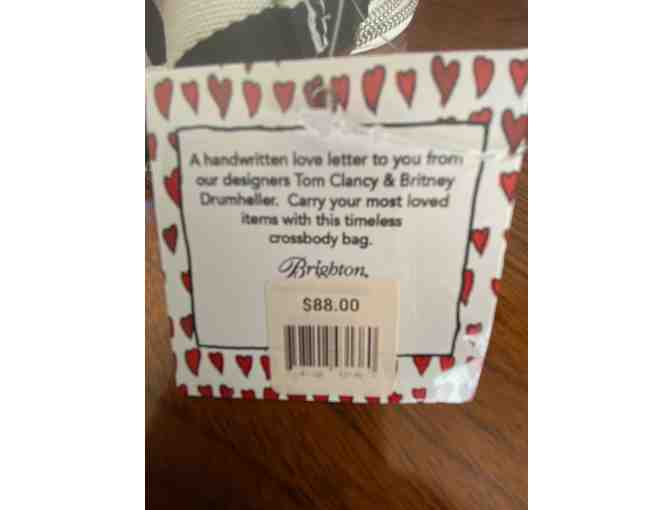 A handwritten love letter to you from
our designers Tom Clancy & Britney
Drumheller. Carry your most loved
items with this timeless
crossbody bag.
Brighton.
$88.00